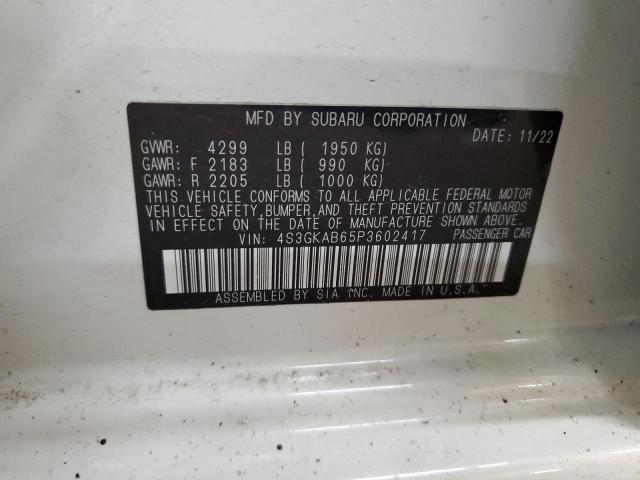 MFD BY SUBARU CORPORATION
DATE: 11/22
GVWR: 4299 LB ( 1950 KG)
GAWR: F 2183 LB ( 990 KG)
GAWR: R 2205 LB ( 1000 KG)
THIS VEHICLE CONFORMS TO ALL APPLICABLE FEDERAL MOTOR
VEHICLE SAFETY, BUMPER, AND THEFT PREVENTION STANDARDS
IN EFFECT ON THE DATE OF MANUFACTURE SHOWN ABOVE.
VIN: 4S3GKAB65P3602417 PASSENGER CAR
ASSEMBLED BY SIA INC. MADE IN U.S.A.